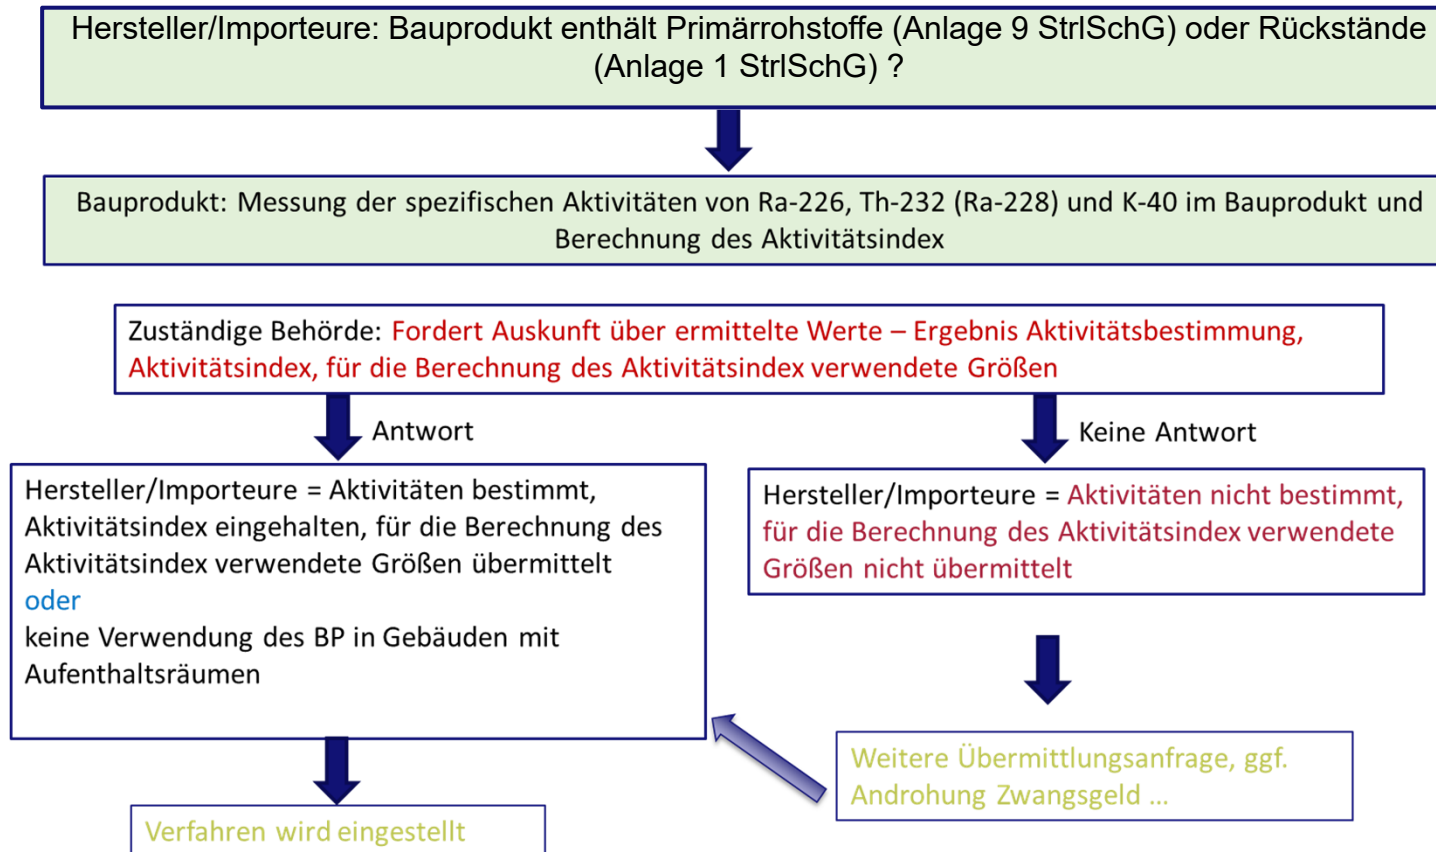 Hersteller/Importeure: Bauprodukt enthält Primärrohstoffe (Anlage 9 StrlSchG) oder Rückstände
(Anlage 1 StrlSchG) ?
Bauprodukt: Messung der spezifischen Aktivitäten von Ra-226, Th-232 (Ra-228) und K-40 im Bauprodukt und
Berechnung des Aktivitätsindex
Zuständige Behörde: Fordert Auskunft über ermittelte Werte – Ergebnis Aktivitätsbestimmung,
Aktivitätsindex, für die Berechnung des Aktivitätsindex verwendete Größen
Antwort
Keine Antwort
Hersteller/Importeure = Aktivitäten bestimmt,
Aktivitätsindex eingehalten, für die Berechnung des
Aktivitätsindex verwendete Größen übermittelt
oder
keine Verwendung des BP in Gebäuden mit
Aufenthaltsräumen
Hersteller/Importeure = Aktivitäten nicht bestimmt,
für die Berechnung des Aktivitätsindex verwendete
Größen nicht übermittelt
Weitere Übermittlungsanfrage, ggf.
Androhung Zwangsgeld ...
Verfahren wird eingestellt